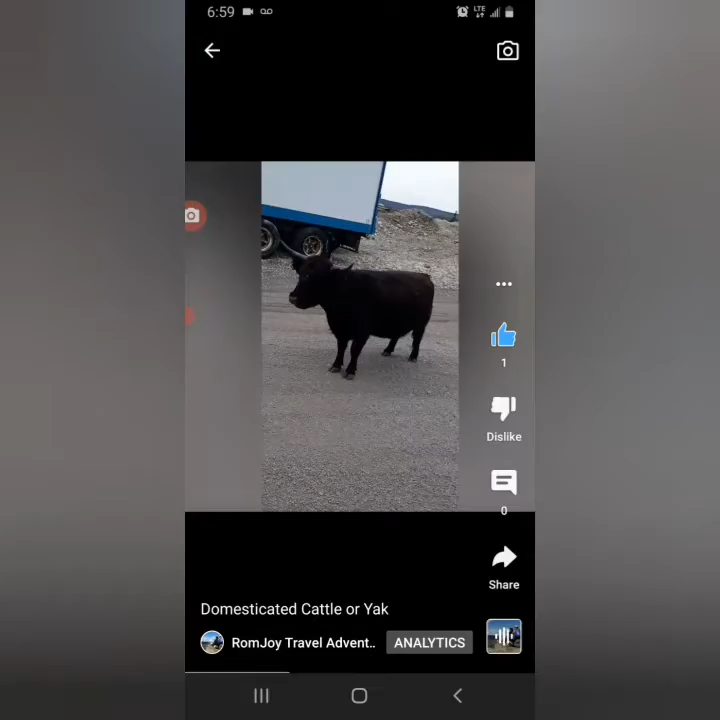 6:59
LTE
1
Dislike
0
Share
Domesticated Cattle or Yak
RomJoy Travel Advent.. ANALYTICS